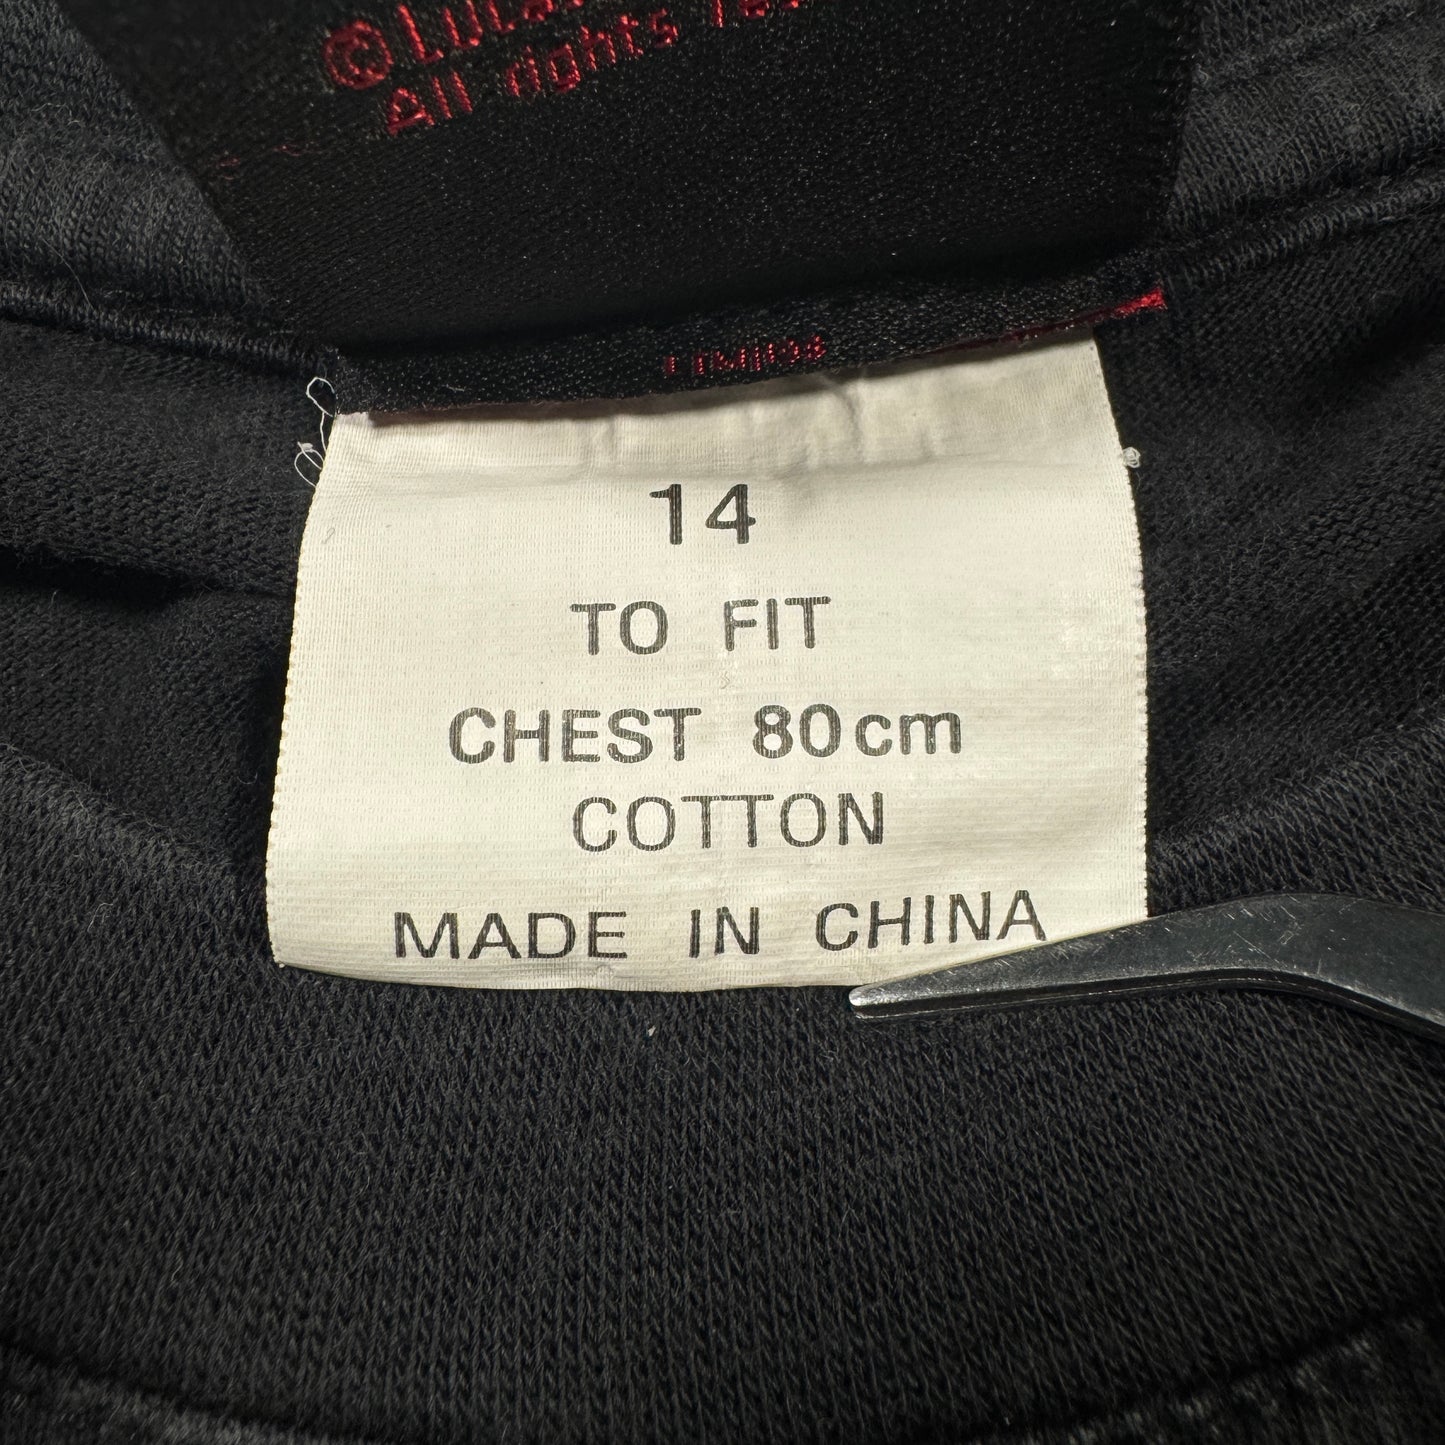 ©
All rights
14
TO FIT
CHEST 80cm
COTTON
MADE IN CHINA